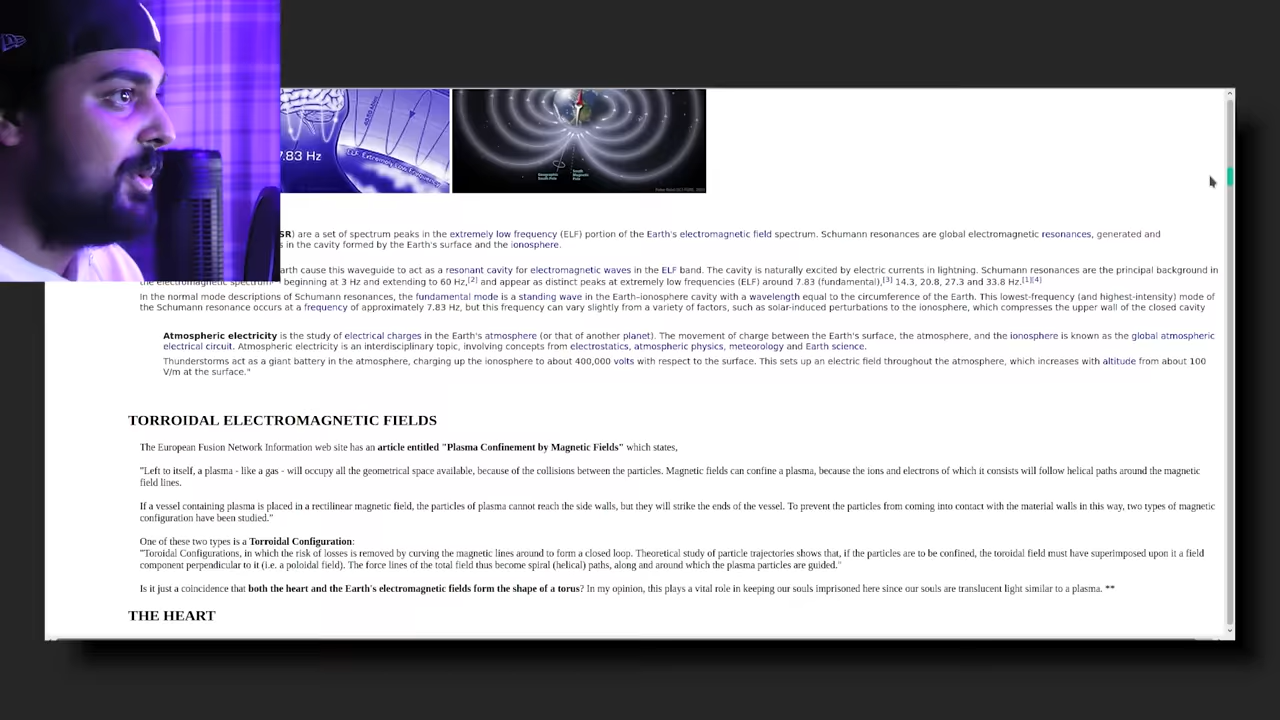 7.83 Hz
SR) are a set of spectrum peaks in the extremely low frequency (ELF) portion of the Earth's electromagnetic field spectrum. Schumann resonances are global electromagnetic resonances, generated and
s in the cavity formed by the Earth's surface and the ionosphere.
arth cause this waveguide to act as a resonant cavity for electromagnetic waves in the ELF band. The cavity is naturally excited by electric currents in lightning. Schumann resonances are the principal background in
the electromagnetic spectrum beginning at 3 Hz and extending to 60 Hz,[2] and appear as distinct peaks at extremely low frequencies (ELF) around 7.83 (fundamental),[3] 14.3, 20.8, 27.3 and 33.8 Hz.[1][4]
In the normal mode descriptions of Schumann resonances, the fundamental mode is a standing wave in the Earth–ionosphere cavity with a wavelength equal to the circumference of the Earth. This lowest-frequency (and highest-intensity) mode of
the Schumann resonance occurs at a frequency of approximately 7.83 Hz, but this frequency can vary slightly from a variety of factors, such as solar-induced perturbations to the ionosphere, which compresses the upper wall of the closed cavity
Atmospheric electricity is the study of electrical charges in the Earth's atmosphere (or that of another planet). The movement of charge between the Earth's surface, the atmosphere, and the ionosphere is known as the global atmospheric
electrical circuit. Atmospheric electricity is an interdisciplinary topic, involving concepts from electrostatics, atmospheric physics, meteorology and Earth science.
Thunderstorms act as a giant battery in the atmosphere, charging up the ionosphere to about 400,000 volts with respect to the surface. This sets up an electric field throughout the atmosphere, which increases with altitude from about 100
V/m at the surface."
TORROIDAL ELECTROMAGNETIC FIELDS
The European Fusion Network Information web site has an article entitled "Plasma Confinement by Magnetic Fields" which states,
"Left to itself, a plasma - like a gas - will occupy all the geometrical space available, because of the collisions between the particles. Magnetic fields can confine a plasma, because the ions and electrons of which it consists will follow helical paths around the magnetic
field lines.
If a vessel containing plasma is placed in a rectilinear magnetic field, the particles of plasma cannot reach the side walls, but they will strike the ends of the vessel. To prevent the particles from coming into contact with the material walls in this way, two types of magnetic
configuration have been studied."
One of these two types is a Torroidal Configuration:
"Toroidal Configurations, in which the risk of losses is removed by curving the magnetic lines around to form a closed loop. Theoretical study of particle trajectories shows that, if the particles are to be confined, the toroidal field must have superimposed upon it a field
component perpendicular to it (i.e. a poloidal field). The force lines of the total field thus become spiral (helical) paths, along and around which the plasma particles are guided."
Is it just a coincidence that both the heart and the Earth's electromagnetic fields form the shape of a torus? In my opinion, this plays a vital role in keeping our souls imprisoned here since our souls are translucent light similar to a plasma. **
THE HEART